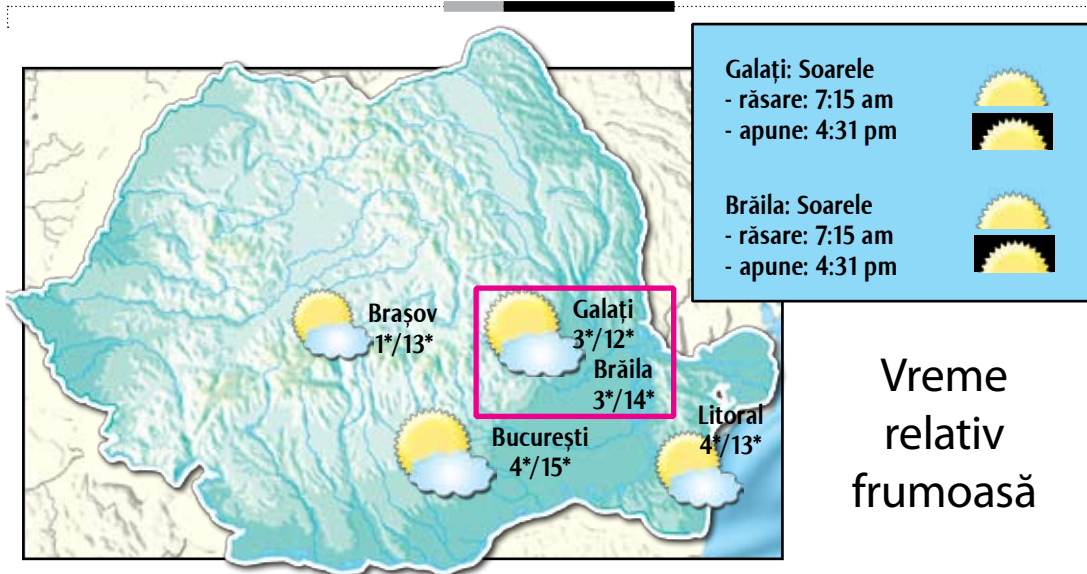 Galați: Soarele
- răsare: 7:15 am
- apune: 4:31 pm
Brăila: Soarele
- răsare: 7:15 am
- apune: 4:31 pm
Brașov
1*/13*
Galați
3*/12*
Brăila
3*/14*
București
4*/15*
Litoral
4*/13*
Vreme
relativ
frumoasă